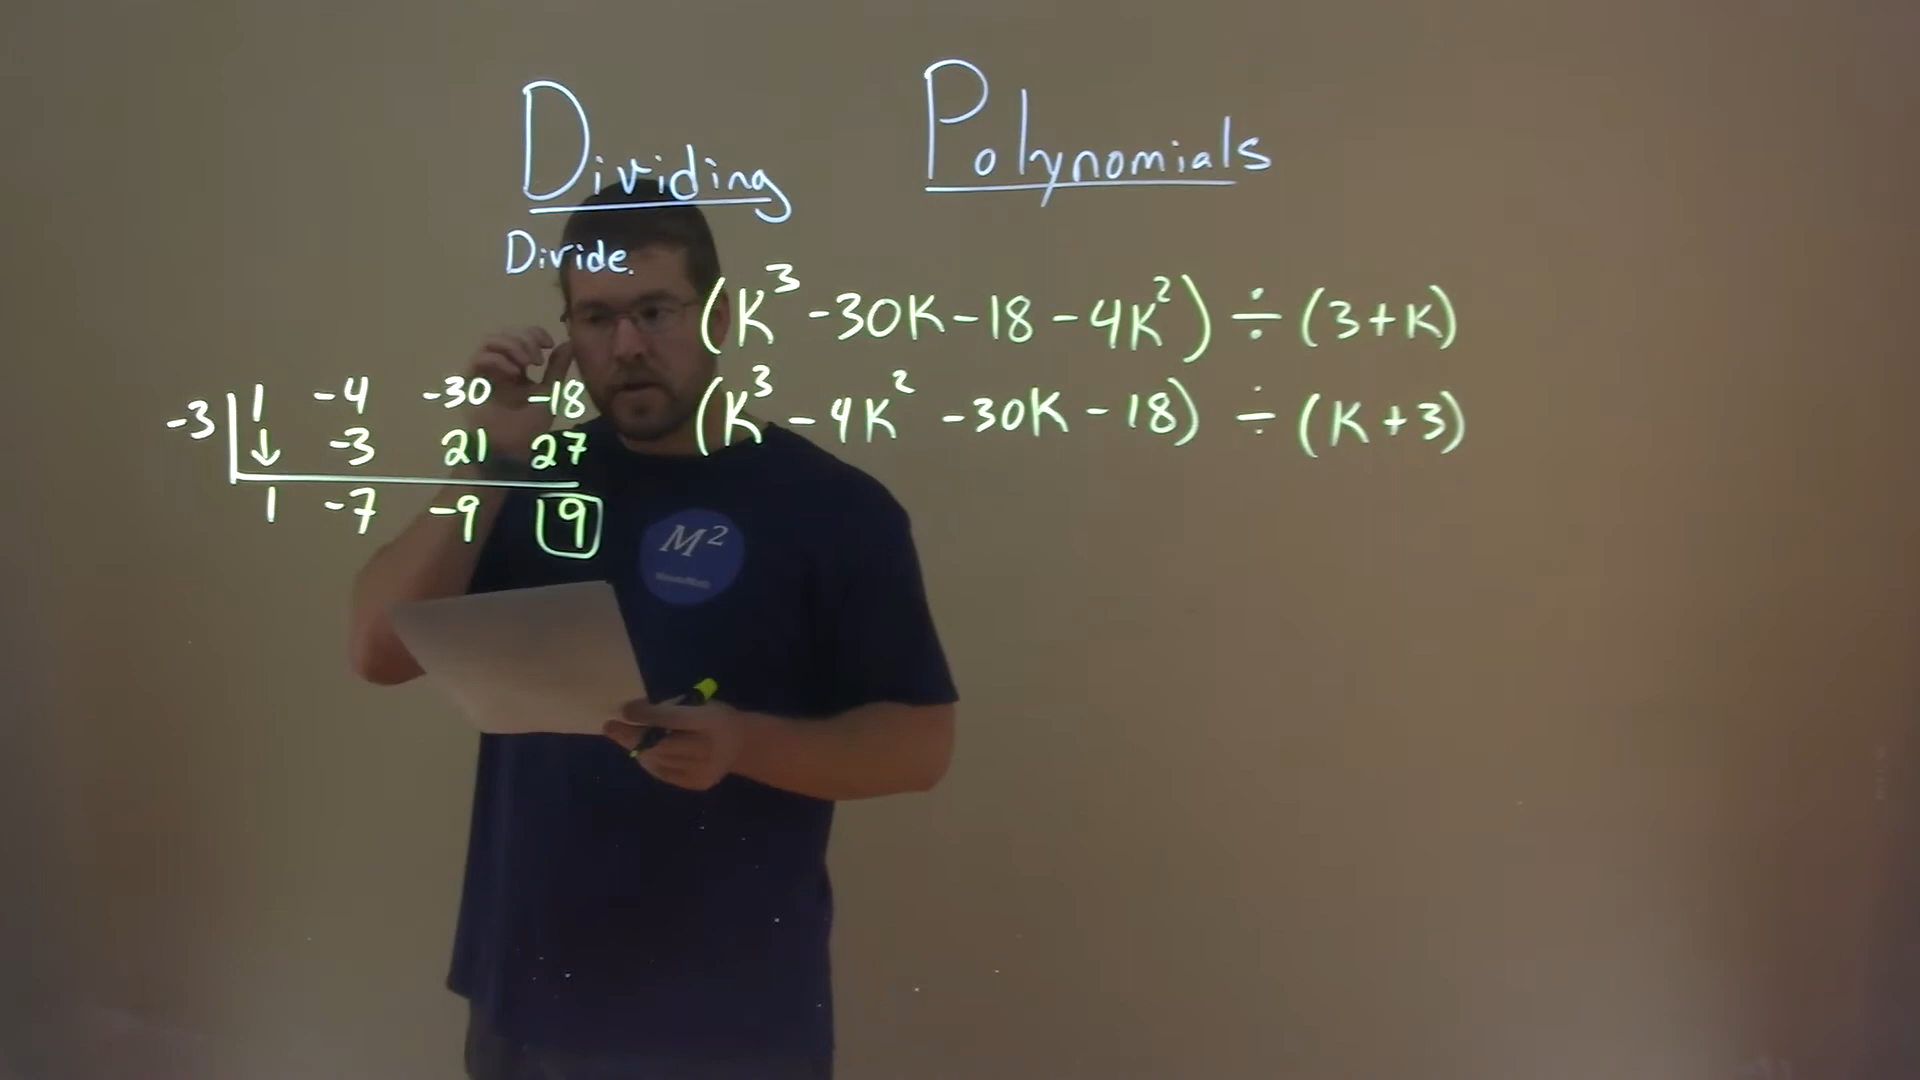 Dividing Polynomials
Divide.
(K³ -30K - 18 - 4K²) ÷ (3+K)
(K³ - 4K² - 30K - 18) ÷ (K+3)
-3 | 1 -4 -30 -18
↓ -3 21 27
1 -7 -9 9
M²